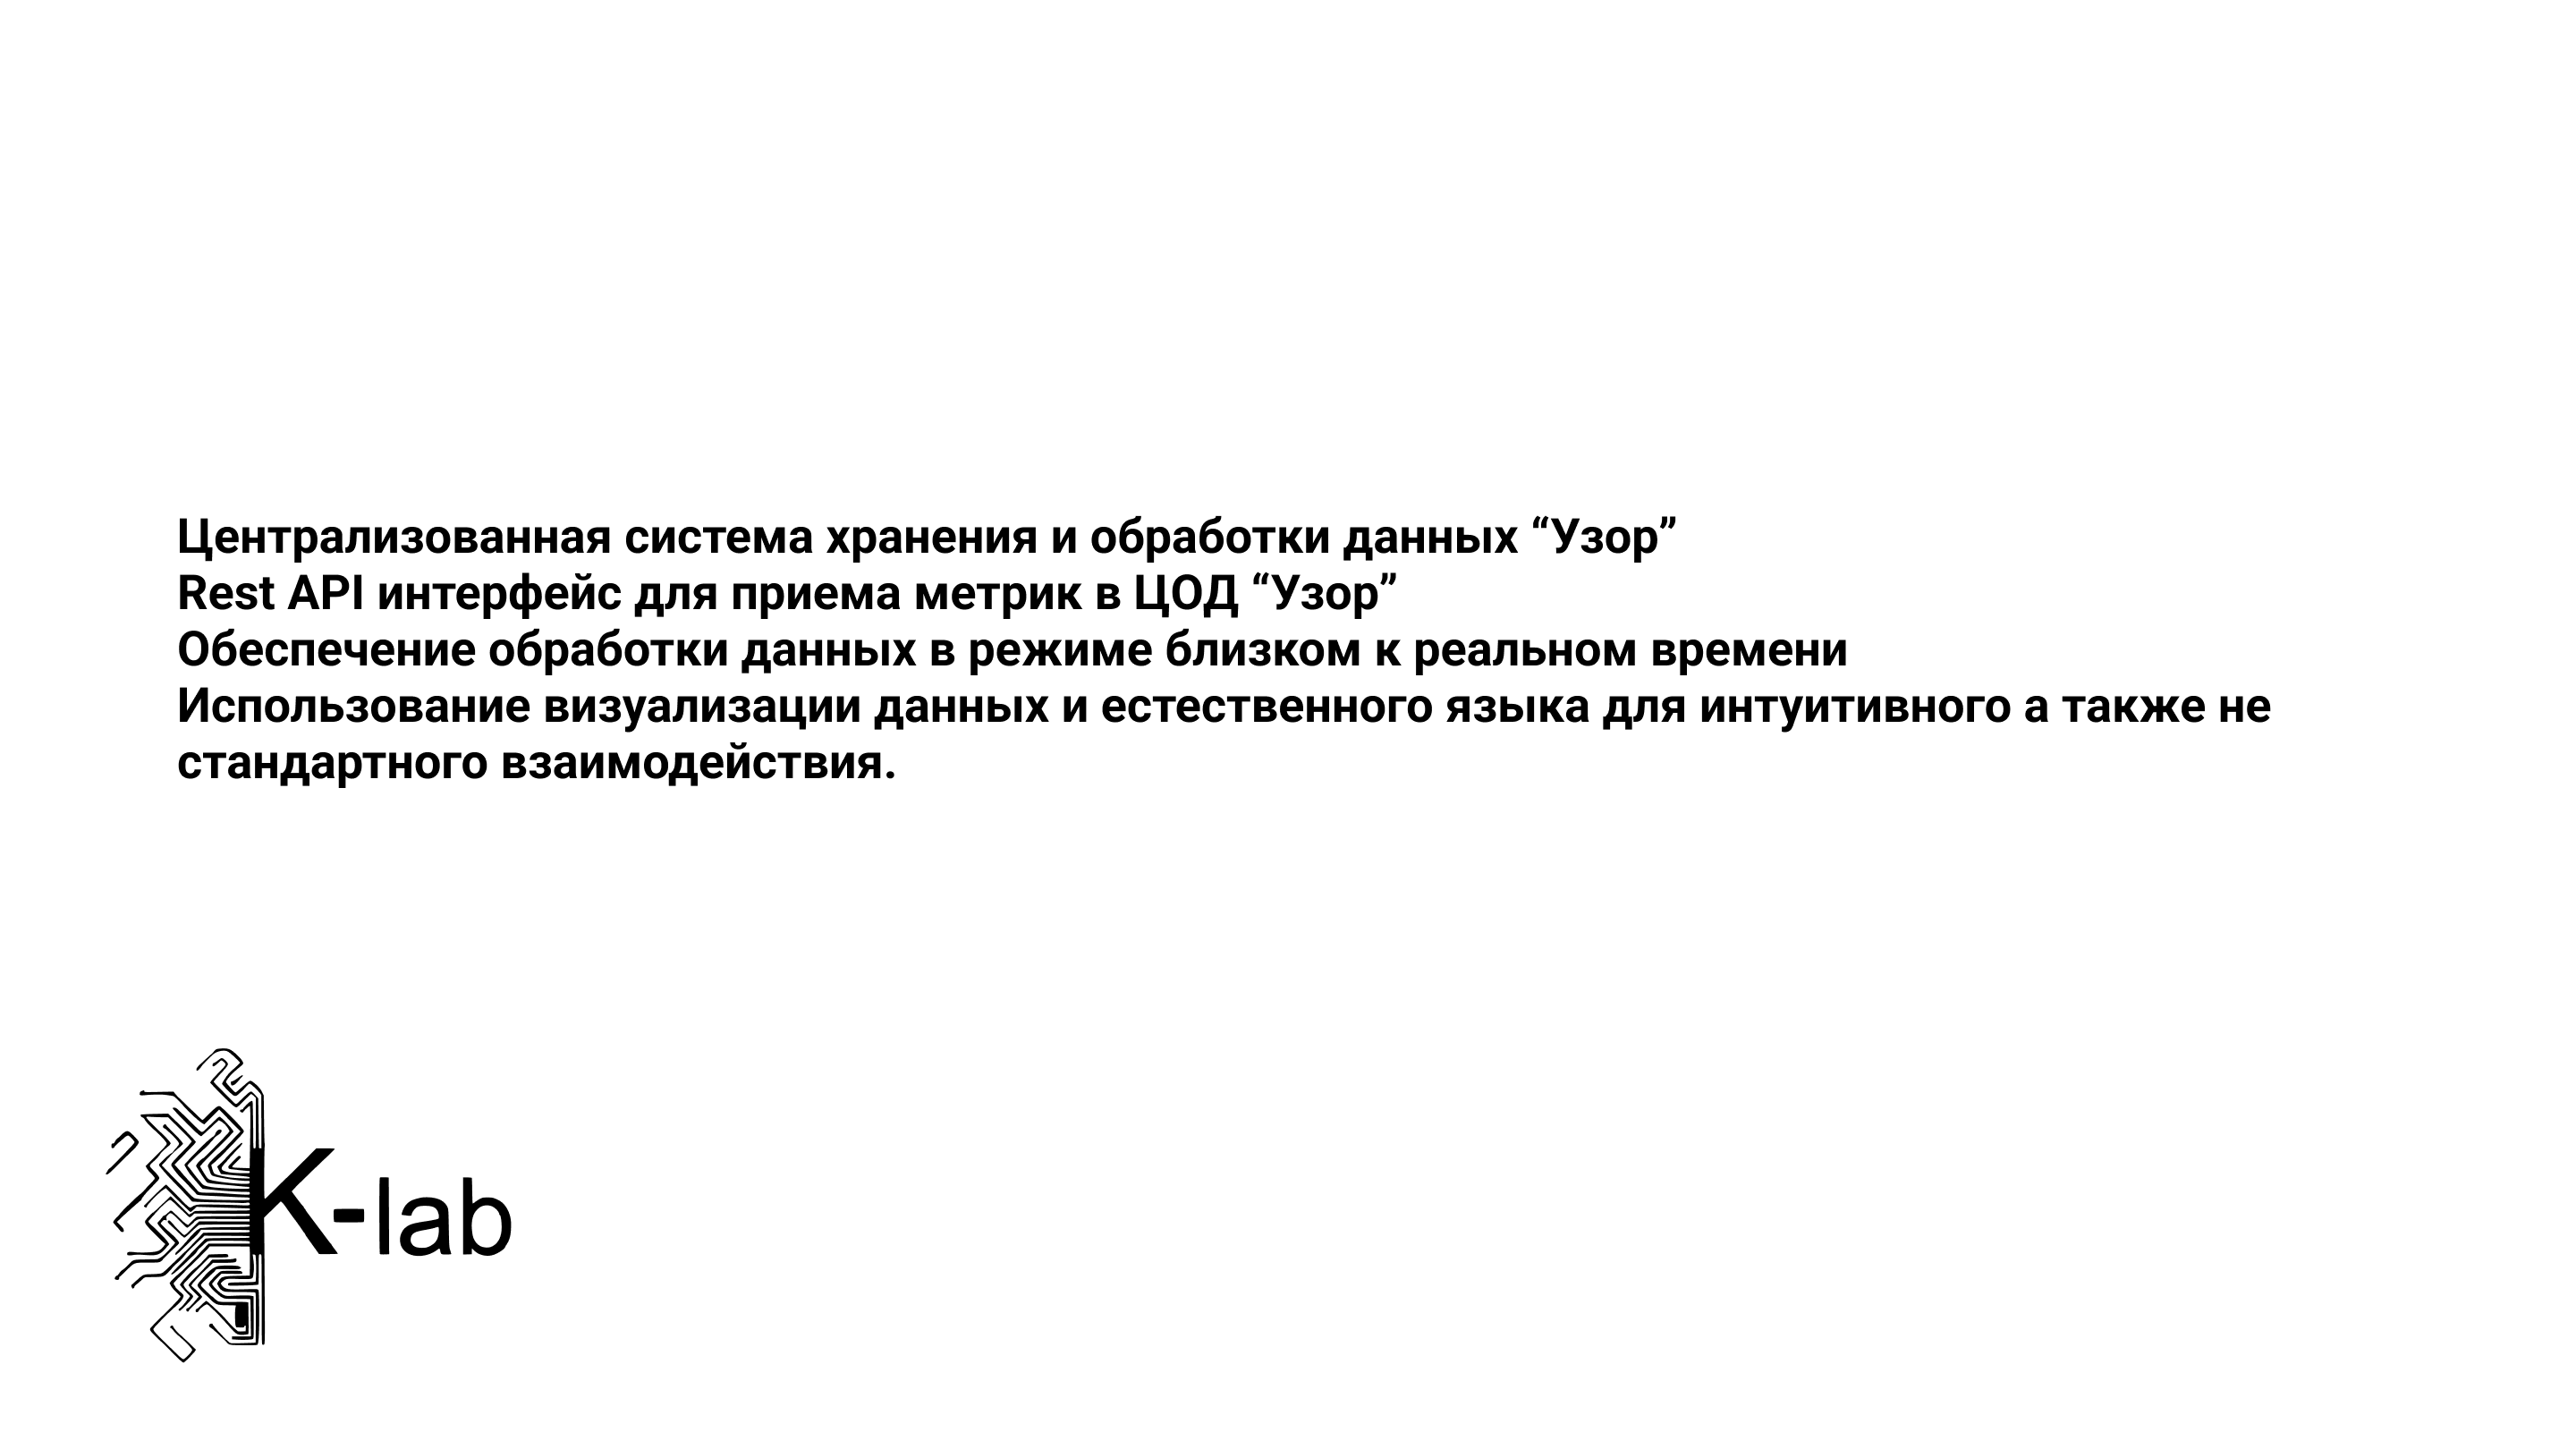 Централизованная система хранения и обработки данных “Узор”
Rest API интерфейс для приема метрик в ЦОД “Узор”
Обеспечение обработки данных в режиме близком к реальном времени
Использование визуализации данных и естественного языка для интуитивного а также не
стандартного взаимодействия.
K-lab